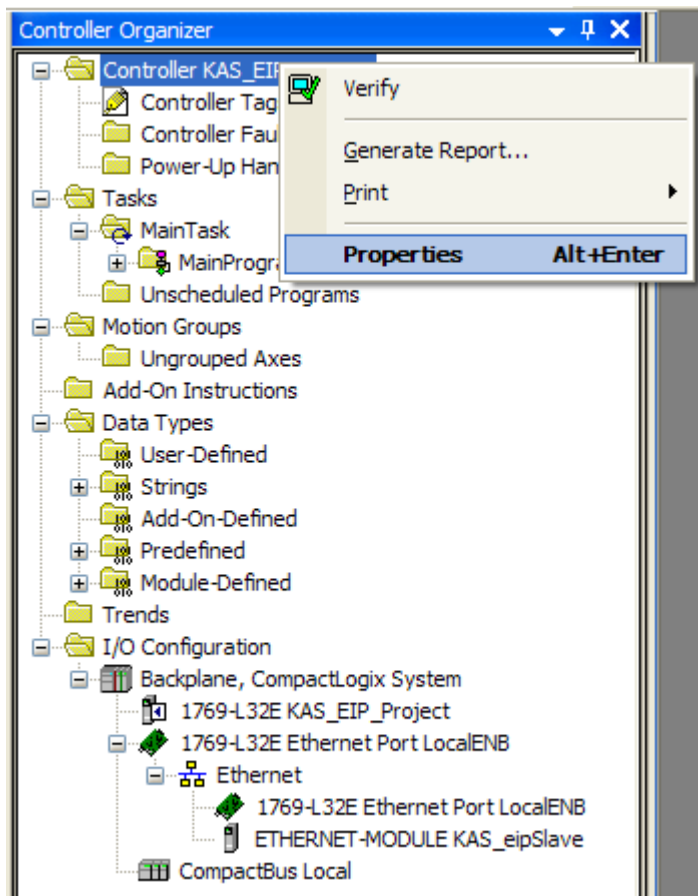 Controller Organizer
Controller KAS_EIP
Verify
Controller Tag
Controller Fau
Generate Report...
Power-Up Han
Print
Tasks
MainTask
Properties Alt+Enter
MainProgra
Unscheduled Programs
Motion Groups
Ungrouped Axes
Add-On Instructions
Data Types
User-Defined
Strings
Add-On-Defined
Predefined
Module-Defined
Trends
I/O Configuration
Backplane, CompactLogix System
1769-L32E KAS_EIP_Project
1769-L32E Ethernet Port LocalENB
Ethernet
1769-L32E Ethernet Port LocalENB
ETHERNET-MODULE KAS_eipSlave
CompactBus Local